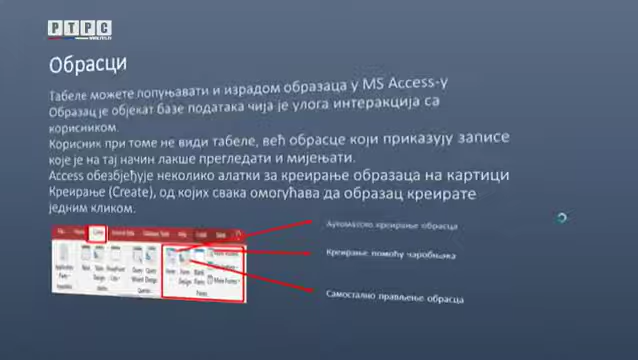 РТРС
Обрасци
Табеле можете попуњавати и израдом образаца у MS Access-у
Образац је објекат базе података чија је улога интеракција са
корисником.
Корисник при томе не види табеле, већ обрасце који приказују записе
које је на тај начин лакше прегледати и мијењати.
Access обезбјеђује неколико алатки за креирање образаца на картици
Креирање (Create), од којих свака омогућава да образац креирате
једним кликом.
Аутоматско креирање обрасца
Креирање помоћу чаробњака
Самостално прављење обрасца